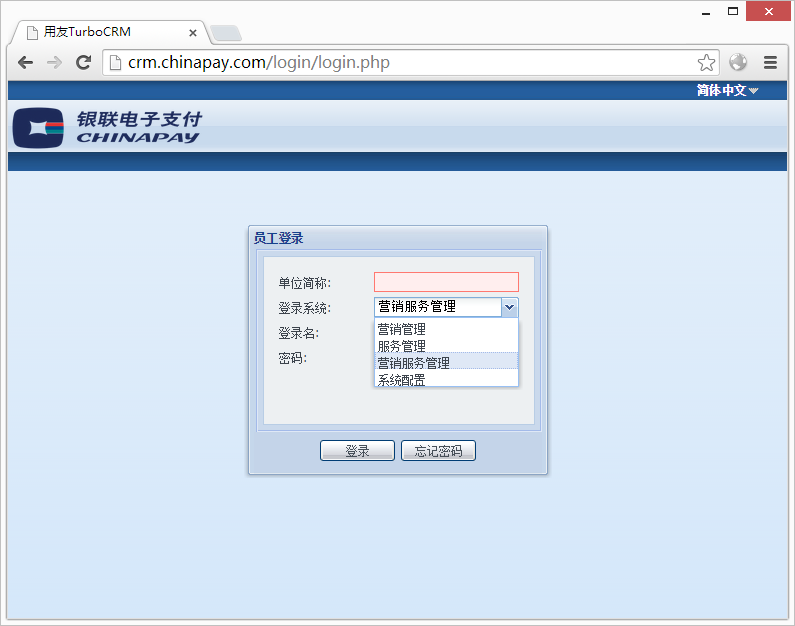 用友TurboCRM
crm.chinapay.com/login/login.php
简体中文
银联电子支付
CHINAPAY
员工登录
单位简称:
登录系统: 营销服务管理
登录名:
密码:
营销管理
服务管理
营销服务管理
系统配置
登录 忘记密码